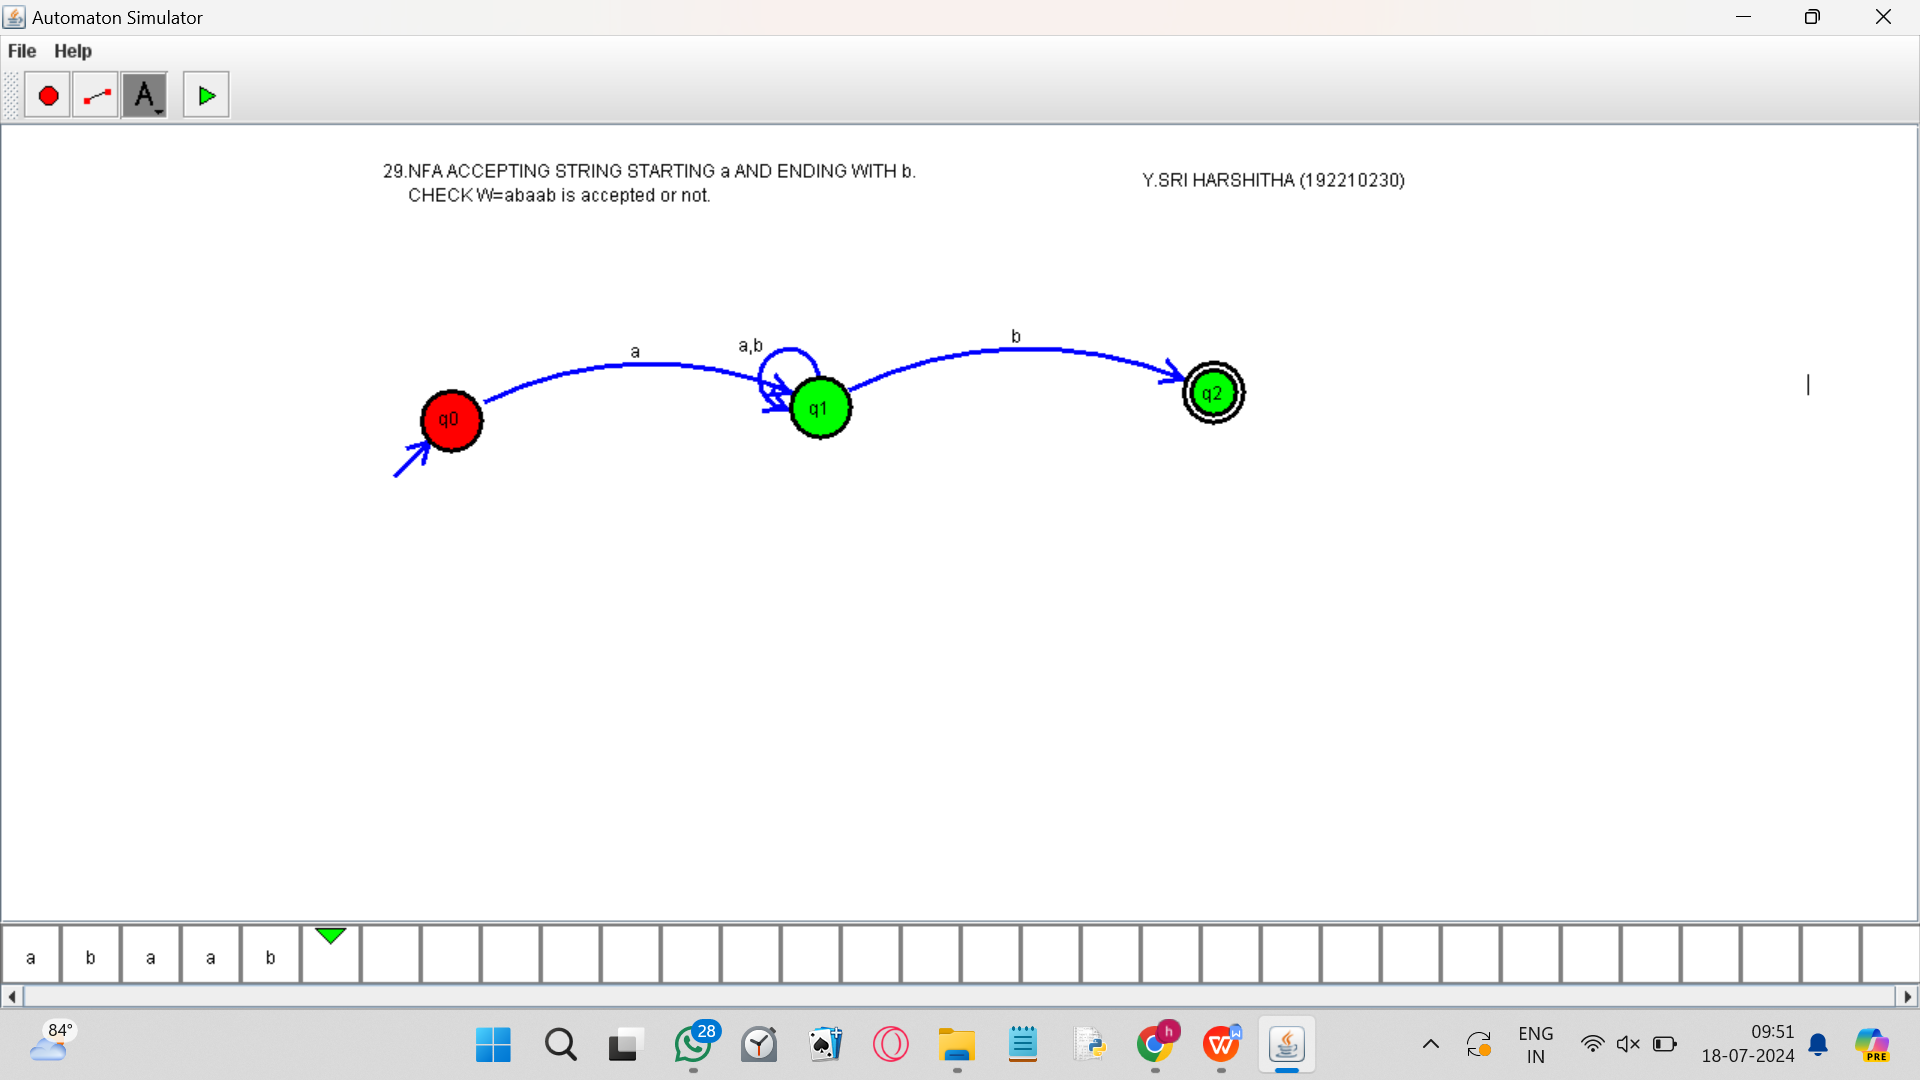 Automaton Simulator
File Help
A
29.NFA ACCEPTING STRING STARTING a AND ENDING WITH b.
CHECK W=abaab is accepted or not.
Y.SRI HARSHITHA (192210230)
a
a,b
b
q0
q1
q2
a b a a b
84°
28
h
W
W
ENG
IN
09:51
18-07-2024
PRE